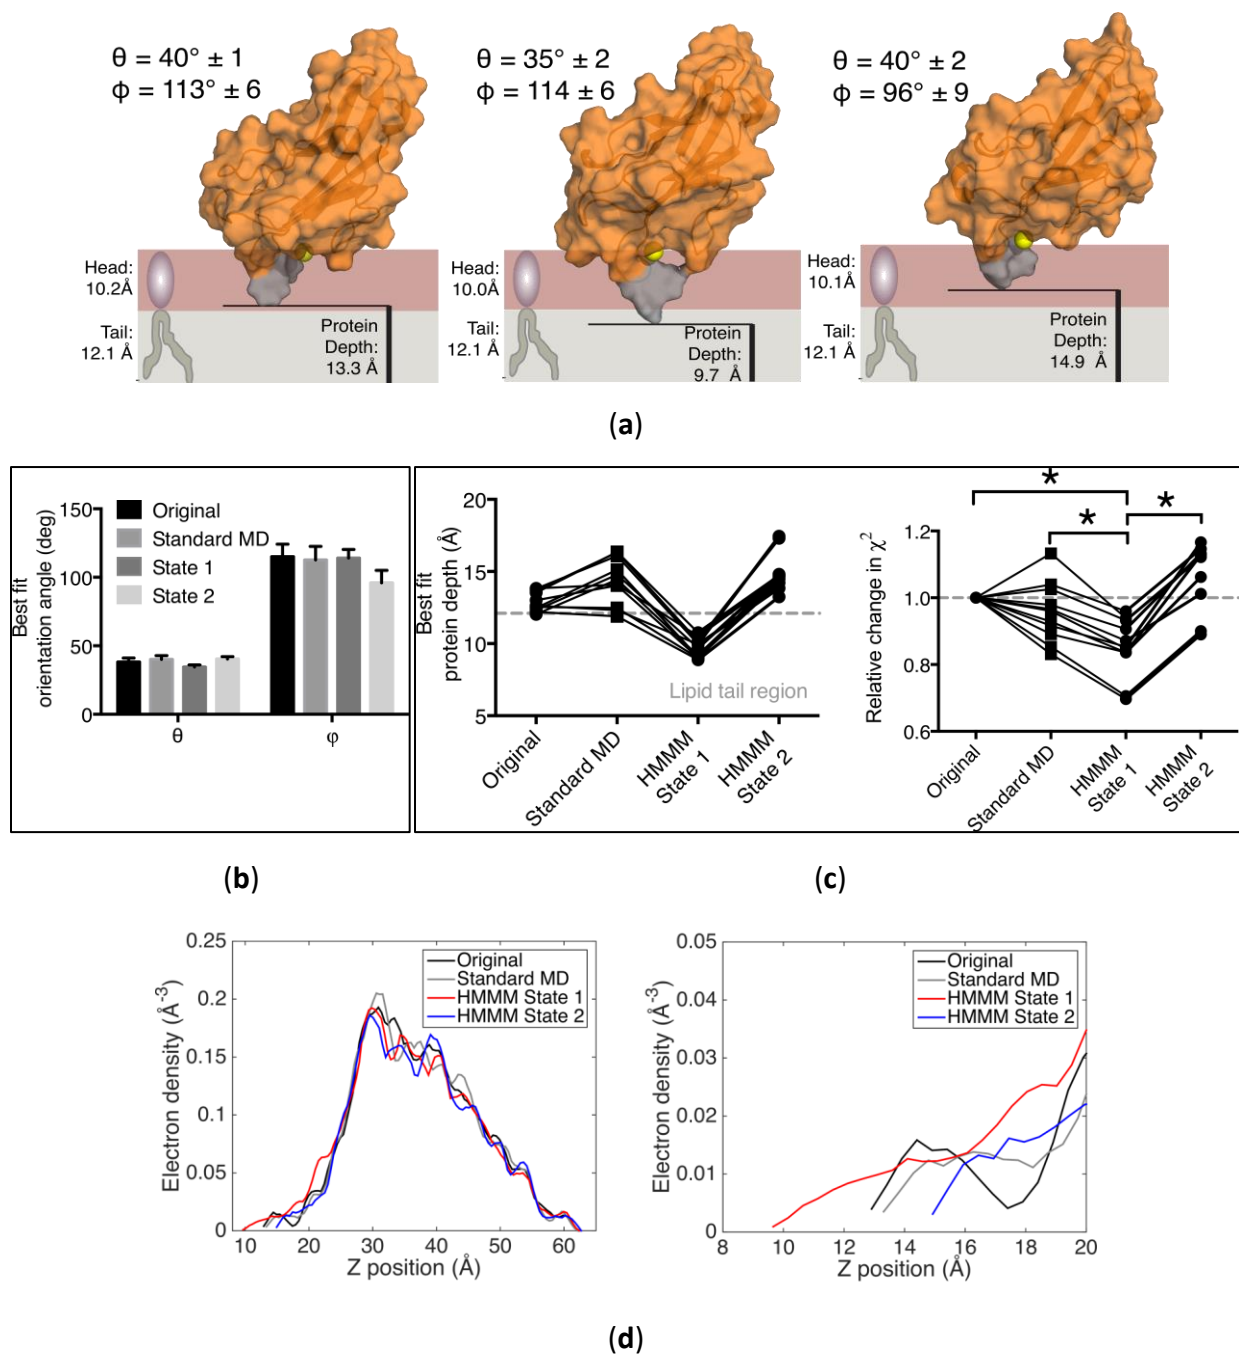 θ = 40° ± 1
ϕ = 113° ± 6
Head:
10.2Å
Tail:
12.1 Å
Protein
Depth:
13.3 Å
θ = 35° ± 2
ϕ = 114 ± 6
Head:
10.0Å
Tail:
12.1 Å
Protein
Depth:
9.7 Å
θ = 40° ± 2
ϕ = 96° ± 9
Head:
10.1Å
Tail:
12.1 Å
Protein
Depth:
14.9 Å
(a)
Best fit
orientation angle (deg)
150
100
50
0
Original
Standard MD
State 1
State 2
θ
φ
Best fit
protein depth (Å)
20
15
10
5
Lipid tail region
Original
Standard MD
HMMM
State 1
HMMM
State 2
Relative change in χ²
1.2
1.0
0.8
0.6
*
*
*
Original
Standard MD
HMMM
State 1
HMMM
State 2
(b)
(c)
Electron density (Å⁻³)
0.25
0.2
0.15
0.1
0.05
0
10
20
30
40
50
60
Z position (Å)
Original
Standard MD
HMMM State 1
HMMM State 2
Electron density (Å⁻³)
0.05
0.04
0.03
0.02
0.01
0
8
10
12
14
16
18
20
Z position (Å)
Original
Standard MD
HMMM State 1
HMMM State 2
(d)